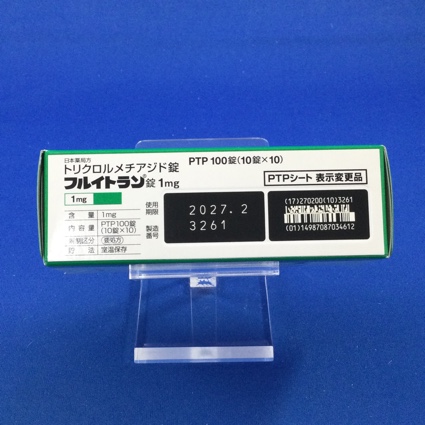 日本薬局方
トリクロルメチアジド錠
フルイトラン®錠1mg
1mg
含量 1mg
内容量 PTP100錠
(10錠×10)
規制区分 (要処方)
貯法 室温保存
PTP 100錠(10錠×10)
PTPシート 表示変更品
使用期限 2027.2
製造番号 3261
(17)270200(10)3261
(01)14987087034612